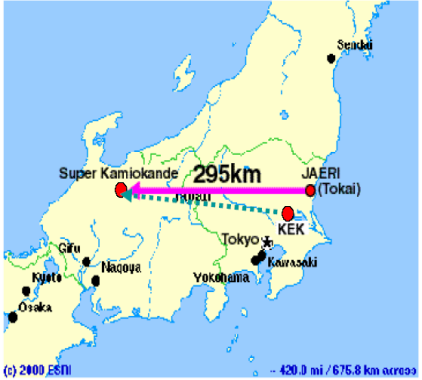 Sendai
Super Kamiokande
295km
JAERI
(Tokai)
KEK
Tokyo
Gifu
Nagoya
Kawasaki
Yokohama
Kyoto
Osaka
(c) 2000 ESRI
~ 420.0 mi / 675.8 km across